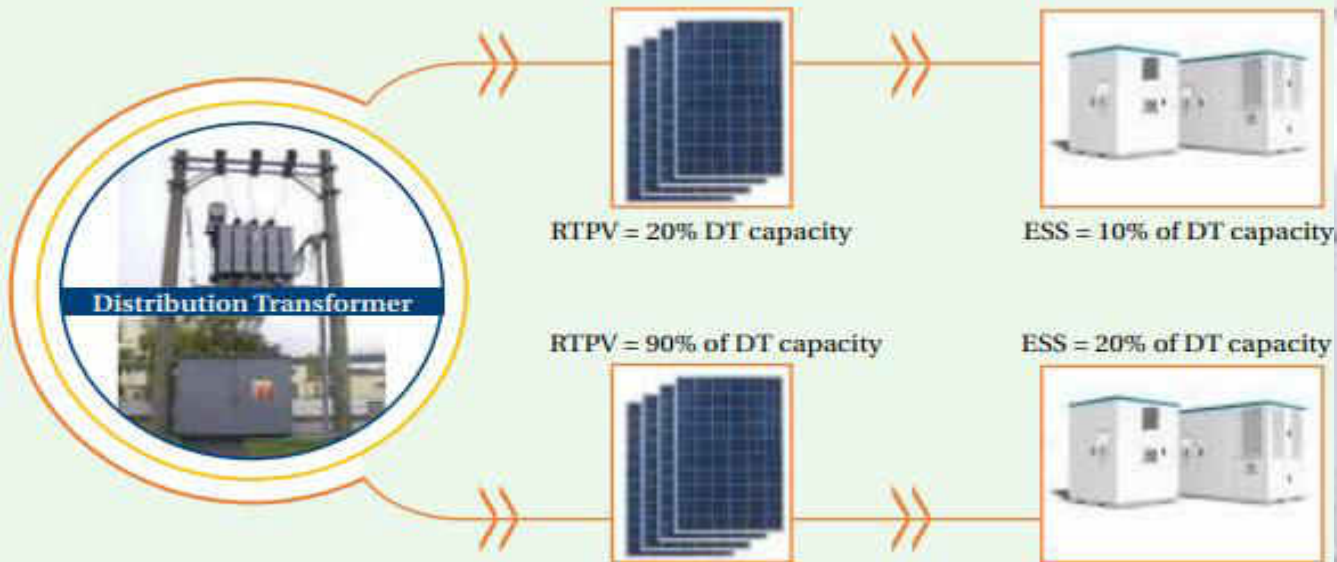 RTPV = 20% DT capacity
ESS = 10% of DT capacity
Distribution Transformer
RTPV = 90% of DT capacity
ESS = 20% of DT capacity